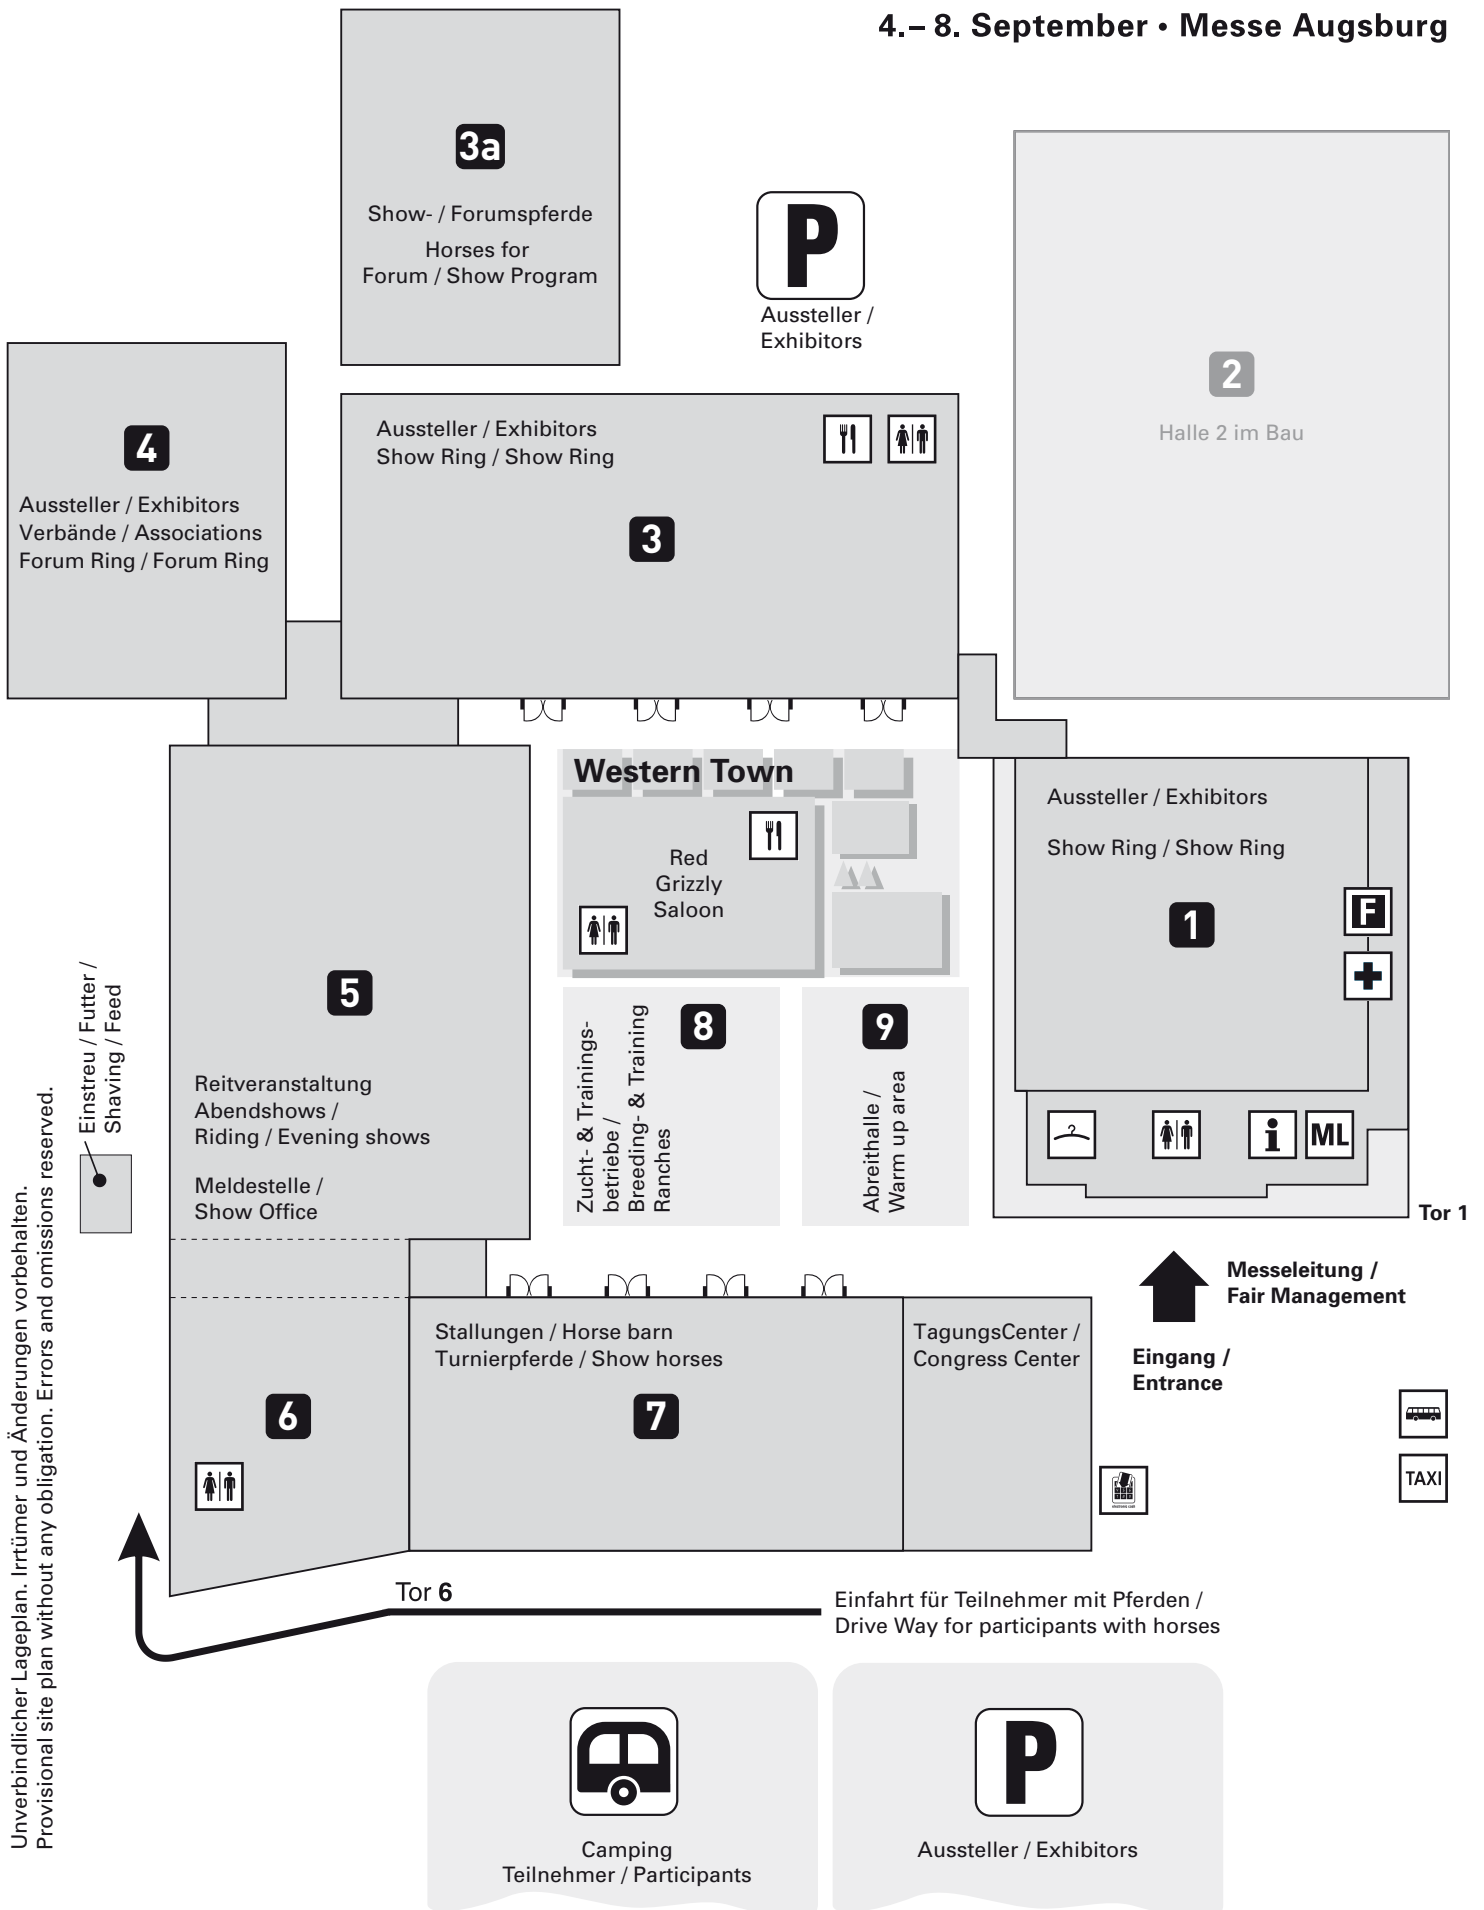 4.– 8. September • Messe Augsburg
3a
Show- / Forumspferde
Horses for
Forum / Show Program
P
Aussteller /
Exhibitors
2
Halle 2 im Bau
4
Aussteller / Exhibitors
Verbände / Associations
Forum Ring / Forum Ring
Aussteller / Exhibitors
Show Ring / Show Ring
3
Western Town
Red
Grizzly
Saloon
Aussteller / Exhibitors
Show Ring / Show Ring
1
F
i
ML
Tor 1
5
Reitveranstaltung
Abendshows /
Riding / Evening shows
Meldestelle /
Show Office
Einstreu / Futter /
Shaving / Feed
8
Zucht- & Trainings-
betriebe /
Breeding- & Training
Ranches
9
Abreithalle /
Warm up area
Messeleitung /
Fair Management
Eingang /
Entrance
Stallungen / Horse barn
Turnierpferde / Show horses
7
TagungsCenter /
Congress Center
6
TAXI
Tor 6
Einfahrt für Teilnehmer mit Pferden /
Drive Way for participants with horses
Camping
Teilnehmer / Participants
P
Aussteller / Exhibitors
Unverbindlicher Lageplan. Irrtümer und Änderungen vorbehalten.
Provisional site plan without any obligation. Errors and omissions reserved.